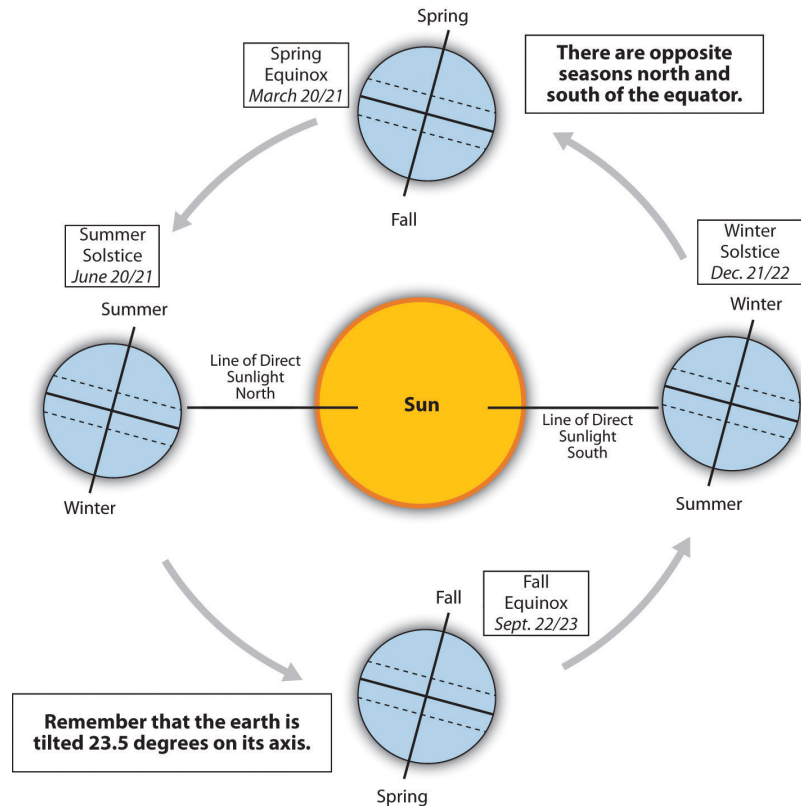 Spring
Spring
Equinox
March 20/21
There are opposite
seasons north and
south of the equator.
Fall
Summer
Solstice
June 20/21
Summer
Winter
Solstice
Dec. 21/22
Winter
Line of Direct
Sunlight
North
Sun
Line of Direct
Sunlight
South
Winter
Summer
Fall
Fall
Equinox
Sept. 22/23
Remember that the earth is
tilted 23.5 degrees on its axis.
Spring